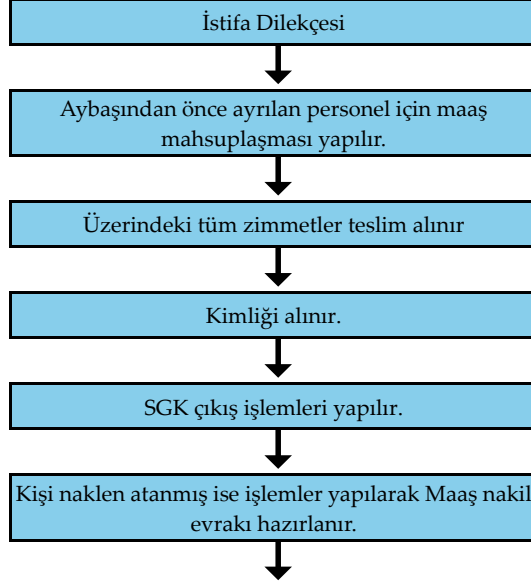 İstifa Dilekçesi
Aybaşından önce ayrılan personel için maaş
mahsuplaşması yapılır.
Üzerindeki tüm zimmetler teslim alınır
Kimliği alınır.
SGK çıkış işlemleri yapılır.
Kişi naklen atanmış ise işlemler yapılarak Maaş nakil
evrakı hazırlanır.